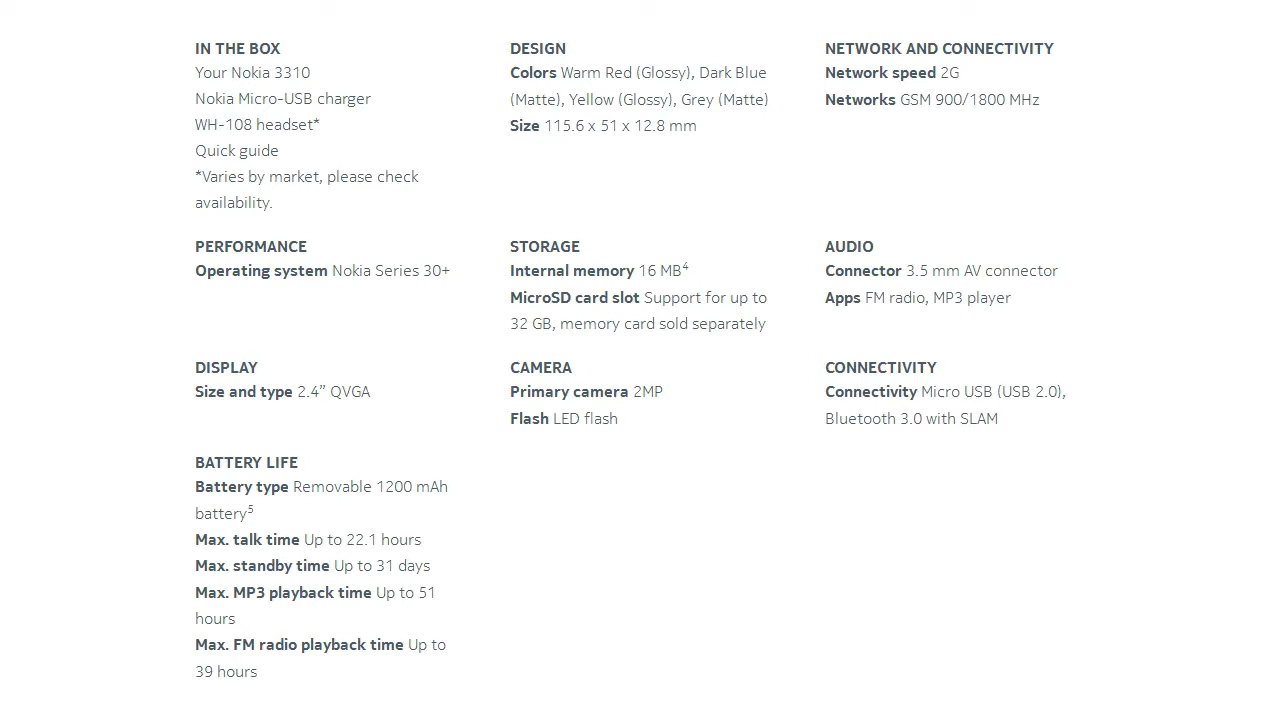 IN THE BOX
Your Nokia 3310
Nokia Micro-USB charger
WH-108 headset*
Quick guide
*Varies by market, please check
availability.
DESIGN
Colors Warm Red (Glossy), Dark Blue
(Matte), Yellow (Glossy), Grey (Matte)
Size 115.6 x 51 x 12.8 mm
NETWORK AND CONNECTIVITY
Network speed 2G
Networks GSM 900/1800 MHz
PERFORMANCE
Operating system Nokia Series 30+
STORAGE
Internal memory 16 MB⁴
MicroSD card slot Support for up to
32 GB, memory card sold separately
AUDIO
Connector 3.5 mm AV connector
Apps FM radio, MP3 player
DISPLAY
Size and type 2.4” QVGA
CAMERA
Primary camera 2MP
Flash LED flash
CONNECTIVITY
Connectivity Micro USB (USB 2.0),
Bluetooth 3.0 with SLAM
BATTERY LIFE
Battery type Removable 1200 mAh
battery⁵
Max. talk time Up to 22.1 hours
Max. standby time Up to 31 days
Max. MP3 playback time Up to 51
hours
Max. FM radio playback time Up to
39 hours